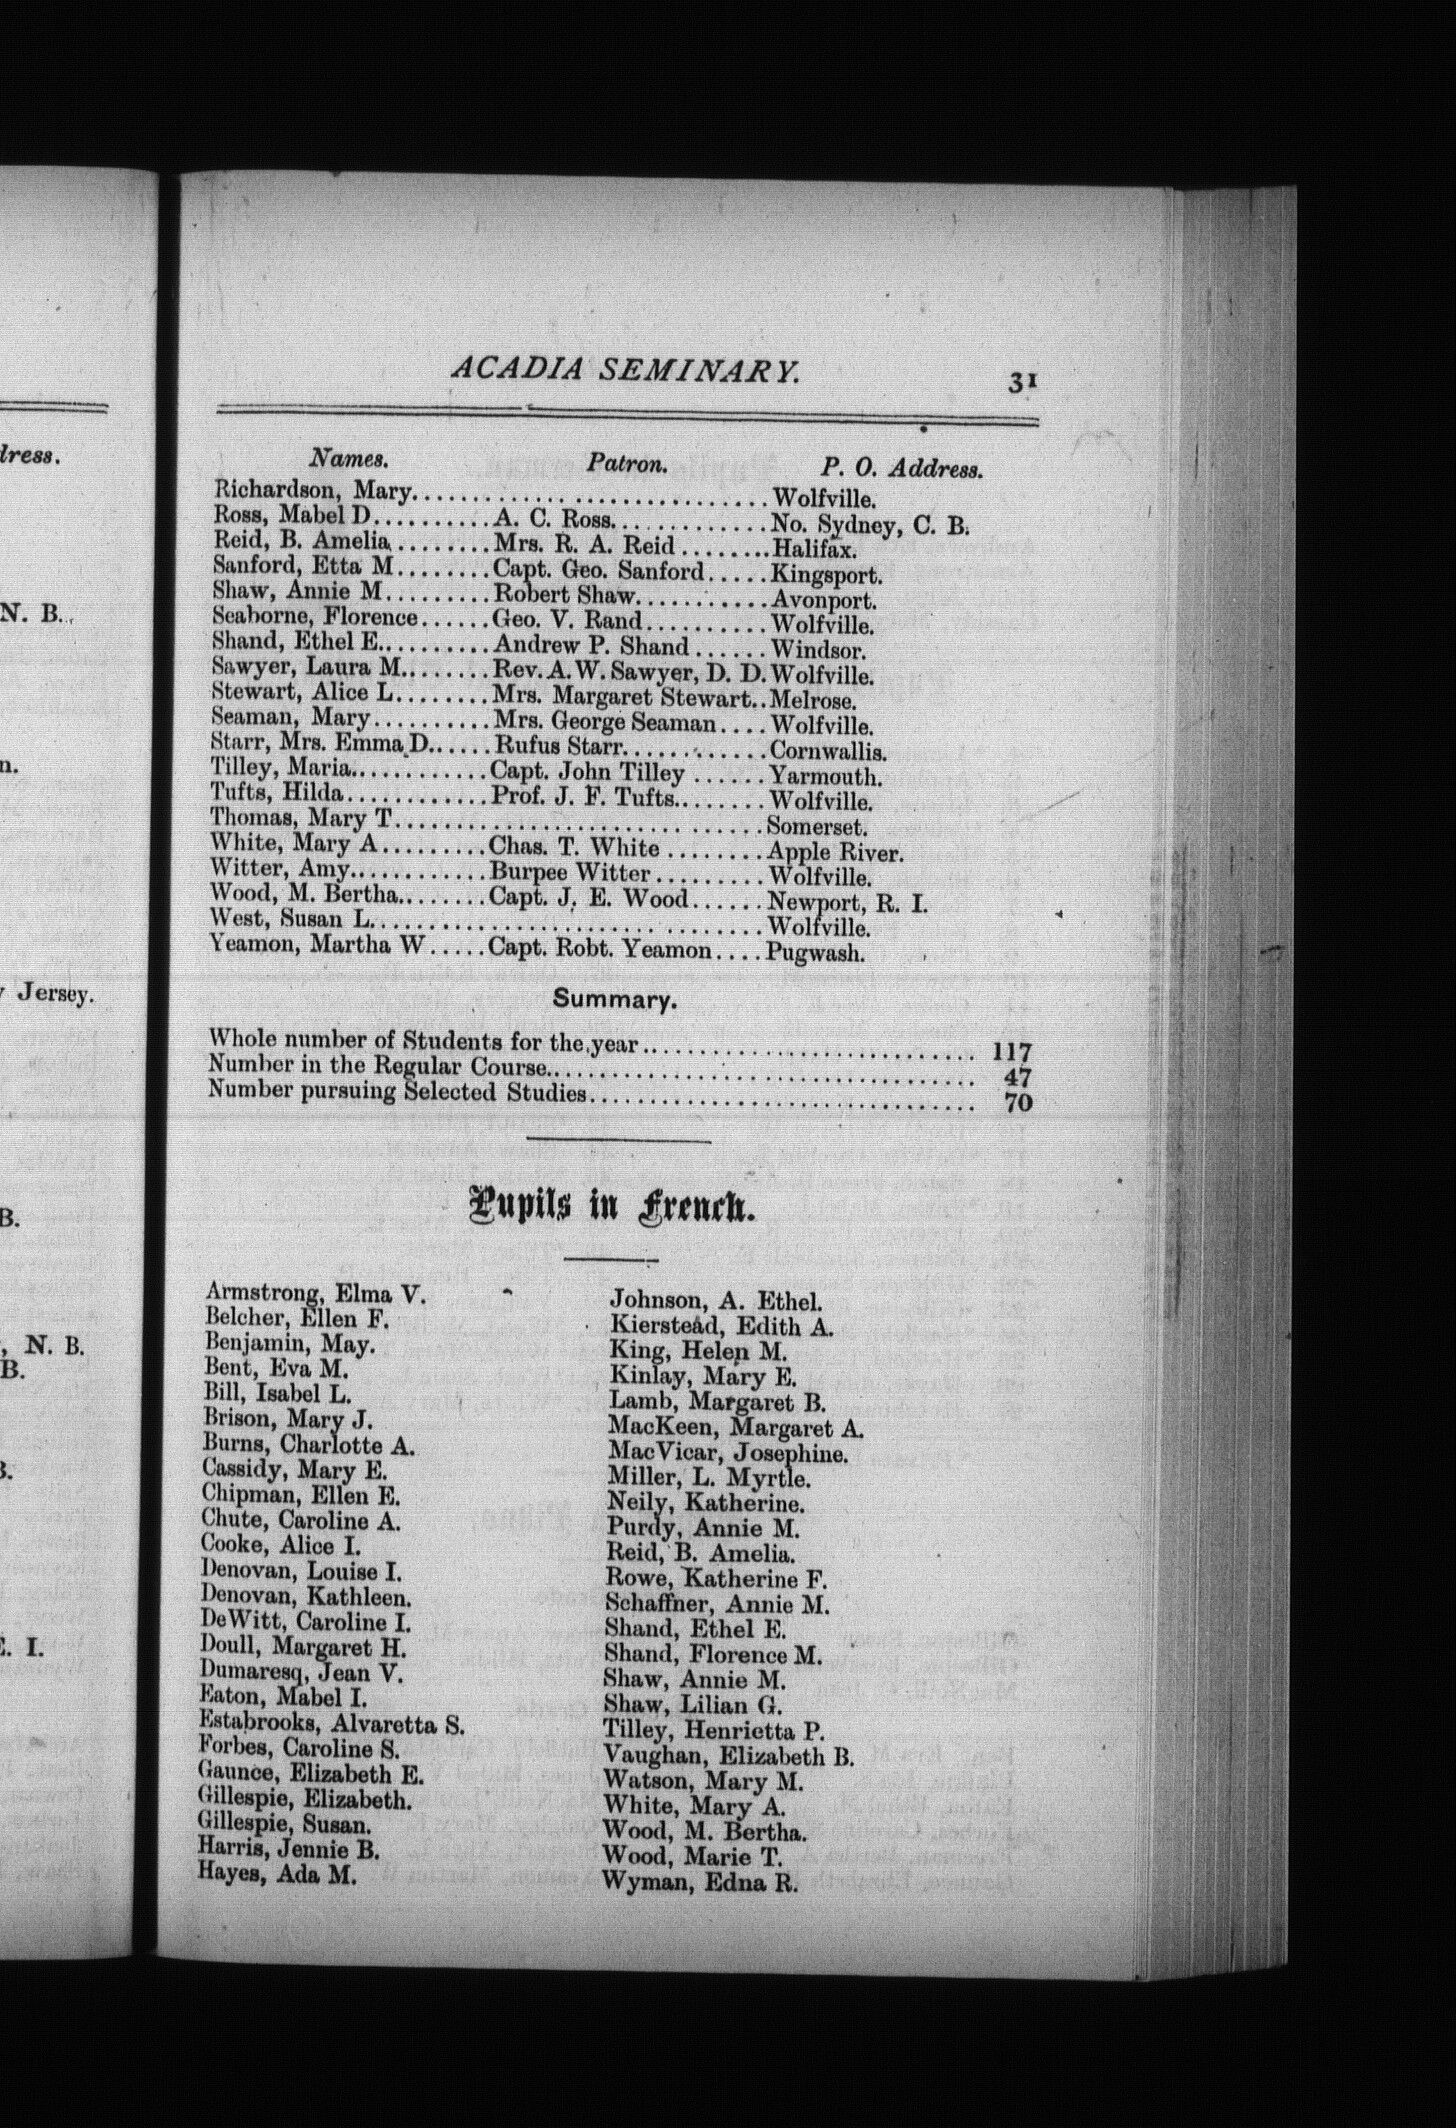 ACADIA SEMINARY. 31
Names. Patron. P. O. Address.
Richardson, Mary.............................. Wolfville.
Ross, Mabel D.......... A. C. Ross............. No. Sydney, C. B.
Reid, B. Amelia........ Mrs. R. A. Reid ........ Halifax.
Sanford, Etta M........ Capt. Geo. Sanford..... Kingsport.
Shaw, Annie M......... Robert Shaw........... Avonport.
Seaborne, Florence...... Geo. V. Rand.......... Wolfville.
Shand, Ethel E.......... Andrew P. Shand ...... Windsor.
Sawyer, Laura M........ Rev. A. W. Sawyer, D. D. Wolfville.
Stewart, Alice L........ Mrs. Margaret Stewart.. Melrose.
Seaman, Mary.......... Mrs. George Seaman.... Wolfville.
Starr, Mrs. Emma D...... Rufus Starr............ Cornwallis.
Tilley, Maria............ Capt. John Tilley ...... Yarmouth.
Tufts, Hilda............ Prof. J. F. Tufts........ Wolfville.
Thomas, Mary T.............................. Somerset.
White, Mary A......... Chas. T. White ........ Apple River.
Witter, Amy............ Burpee Witter......... Wolfville.
Wood, M. Bertha........ Capt. J. E. Wood...... Newport, R. I.
West, Susan L................................ Wolfville.
Yeamon, Martha W..... Capt. Robt. Yeamon.... Pugwash.
Summary.
Whole number of Students for the year............................ 117
Number in the Regular Course................................... 47
Number pursuing Selected Studies............................... 70
Pupils in French.
Armstrong, Elma V.
Belcher, Ellen F.
Benjamin, May.
Bent, Eva M.
Bill, Isabel L.
Brison, Mary J.
Burns, Charlotte A.
Cassidy, Mary E.
Chipman, Ellen E.
Chute, Caroline A.
Cooke, Alice I.
Denovan, Louise I.
Denovan, Kathleen.
DeWitt, Caroline I.
Doull, Margaret H.
Dumaresq, Jean V.
Eaton, Mabel I.
Estabrooks, Alvaretta S.
Forbes, Caroline S.
Gaunce, Elizabeth E.
Gillespie, Elizabeth.
Gillespie, Susan.
Harris, Jennie B.
Hayes, Ada M.
Johnson, A. Ethel.
Kierstead, Edith A.
King, Helen M.
Kinlay, Mary E.
Lamb, Margaret B.
MacKeen, Margaret A.
MacVicar, Josephine.
Miller, L. Myrtle.
Neily, Katherine.
Purdy, Annie M.
Reid, B. Amelia.
Rowe, Katherine F.
Schaffner, Annie M.
Shand, Ethel E.
Shand, Florence M.
Shaw, Annie M.
Shaw, Lilian G.
Tilley, Henrietta P.
Vaughan, Elizabeth B.
Watson, Mary M.
White, Mary A.
Wood, M. Bertha.
Wood, Marie T.
Wyman, Edna R.